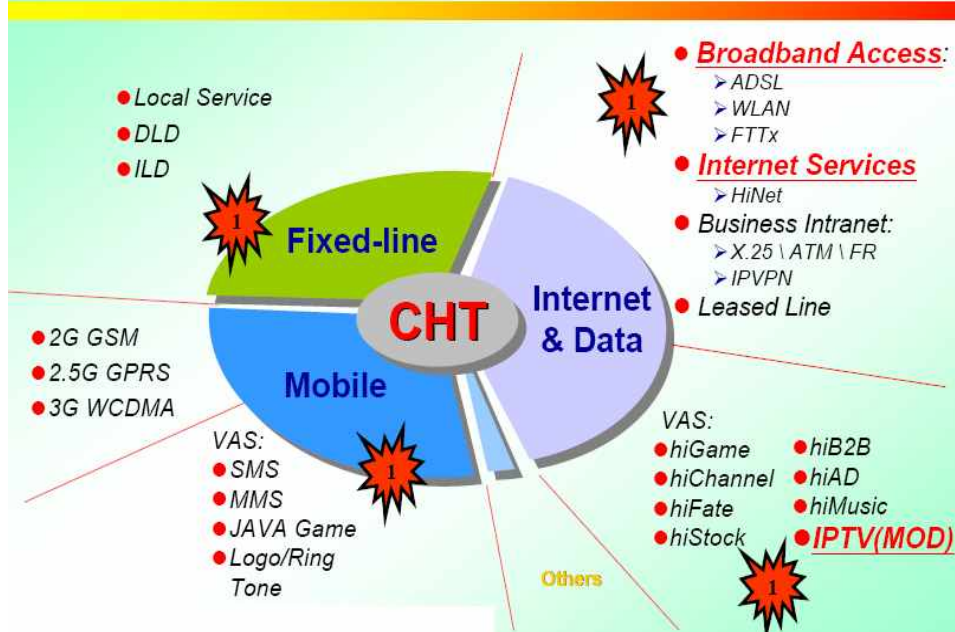 Local Service
DLD
ILD
1
Fixed-line
1
Broadband Access:
ADSL
WLAN
FTTx
Internet Services
HiNet
Business Intranet:
X.25 \ ATM \ FR
IPVPN
Leased Line
Internet
& Data
CHT
2G GSM
2.5G GPRS
3G WCDMA
Mobile
1
VAS:
SMS
MMS
JAVA Game
Logo/Ring
Tone
Others
VAS:
hiGame
hiChannel
hiFate
hiStock
hiB2B
hiAD
hiMusic
IPTV(MOD)
1